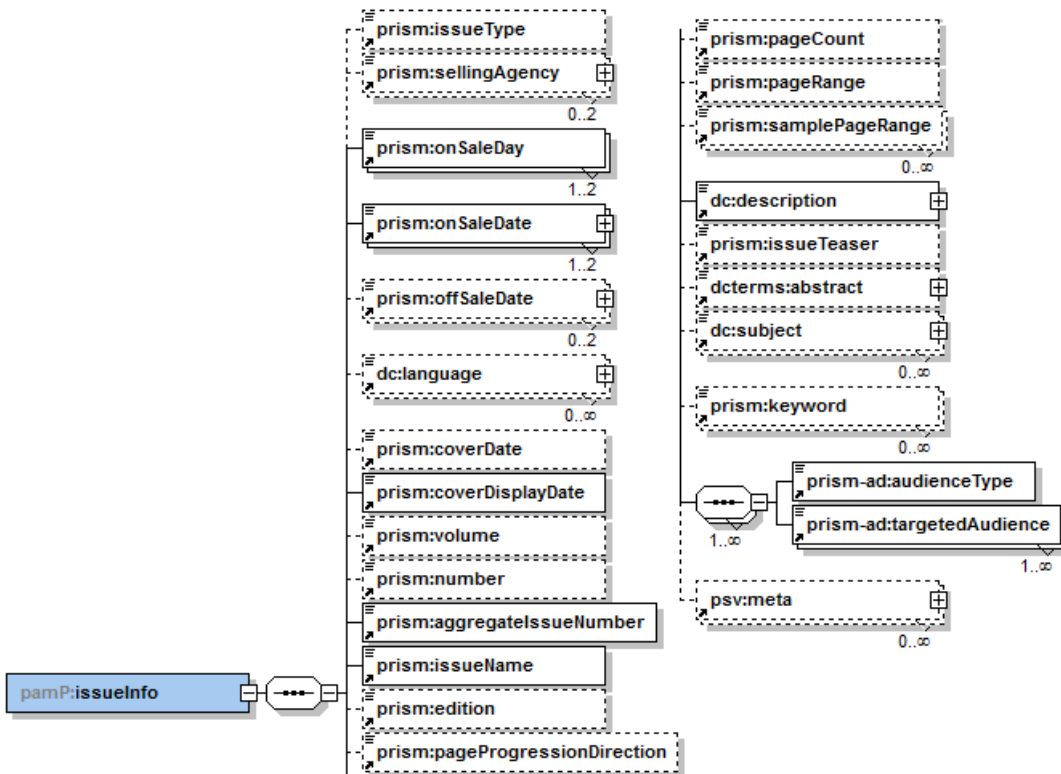 prism:issueType
prism:sellingAgency
0..2
prism:onSaleDay
1..2
prism:onSaleDate
1..2
prism:offSaleDate
0..2
dc:language
0..∞
prism:coverDate
prism:coverDisplayDate
prism:volume
prism:number
prism:aggregateIssueNumber
pamP:issueInfo
prism:issueName
prism:edition
prism:pageProgressionDirection
prism:pageCount
prism:pageRange
prism:samplePageRange
0..∞
dc:description
prism:issueTeaser
dcterms:abstract
dc:subject
0..∞
prism:keyword
0..∞
1..∞
prism-ad:audienceType
prism-ad:targetedAudience
1..∞
psv:meta
0..∞